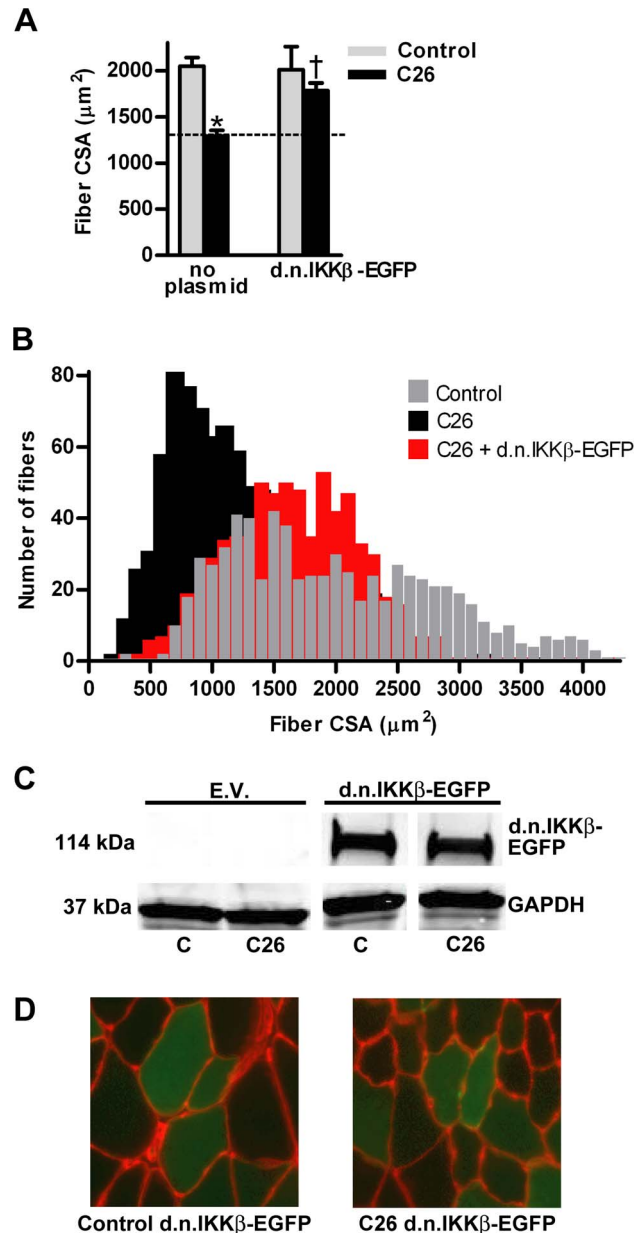 A
Fiber CSA (μm²)
2000
1500
1000
500
0
*
†
Control
C26
no plasmid
d.n.IKKβ-EGFP
B
Number of fibers
80
60
40
20
0
Control
C26
C26 + d.n.IKKβ-EGFP
0 500 1000 1500 2000 2500 3000 3500 4000
Fiber CSA (μm²)
C
E.V.
d.n.IKKβ-EGFP
114 kDa
d.n.IKKβ-
EGFP
37 kDa
GAPDH
C C26 C C26
D
Control d.n.IKKβ-EGFP
C26 d.n.IKKβ-EGFP